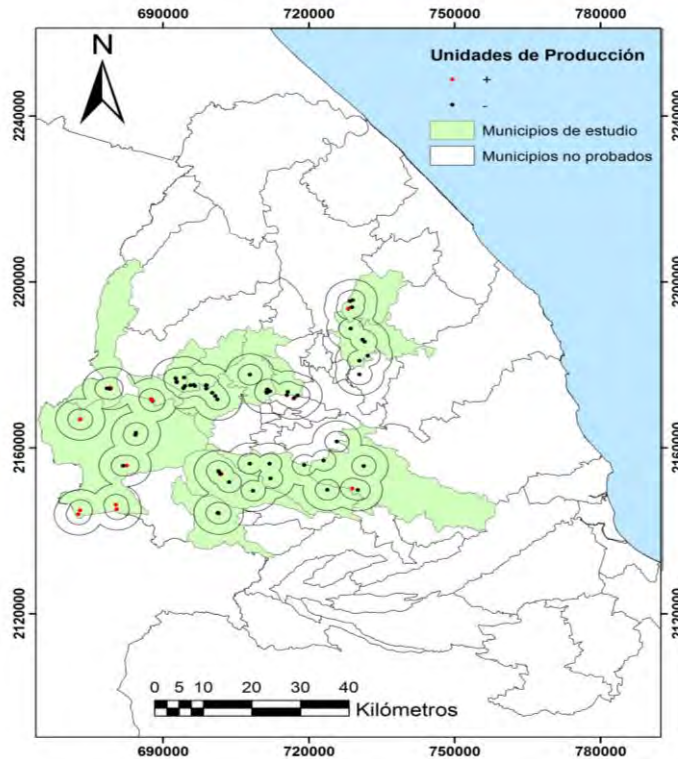 690000 720000 750000 780000
N
Unidades de Producción
+
-
Municipios de estudio
Municipios no probados
2240000 2240000
2200000 2200000
2160000 2160000
2120000 2120000
0 5 10 20 30 40
Kilómetros
690000 720000 750000 780000